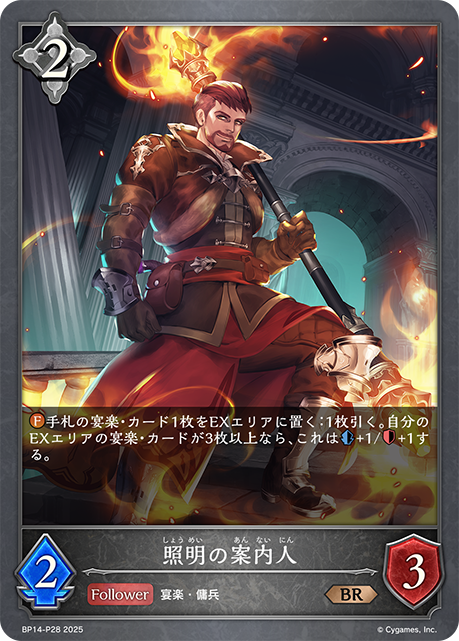 2
Ⓕ手札の宴楽・カード1枚をEXエリアに置く：1枚引く。自分の
EXエリアの宴楽・カードが3枚以上なら、これは+1/+1す
る。
しょうめい あんないにん
照明の案内人
2 Follower 宴楽・傭兵 BR 3
BP14-P28 2025 © Cygames, Inc.